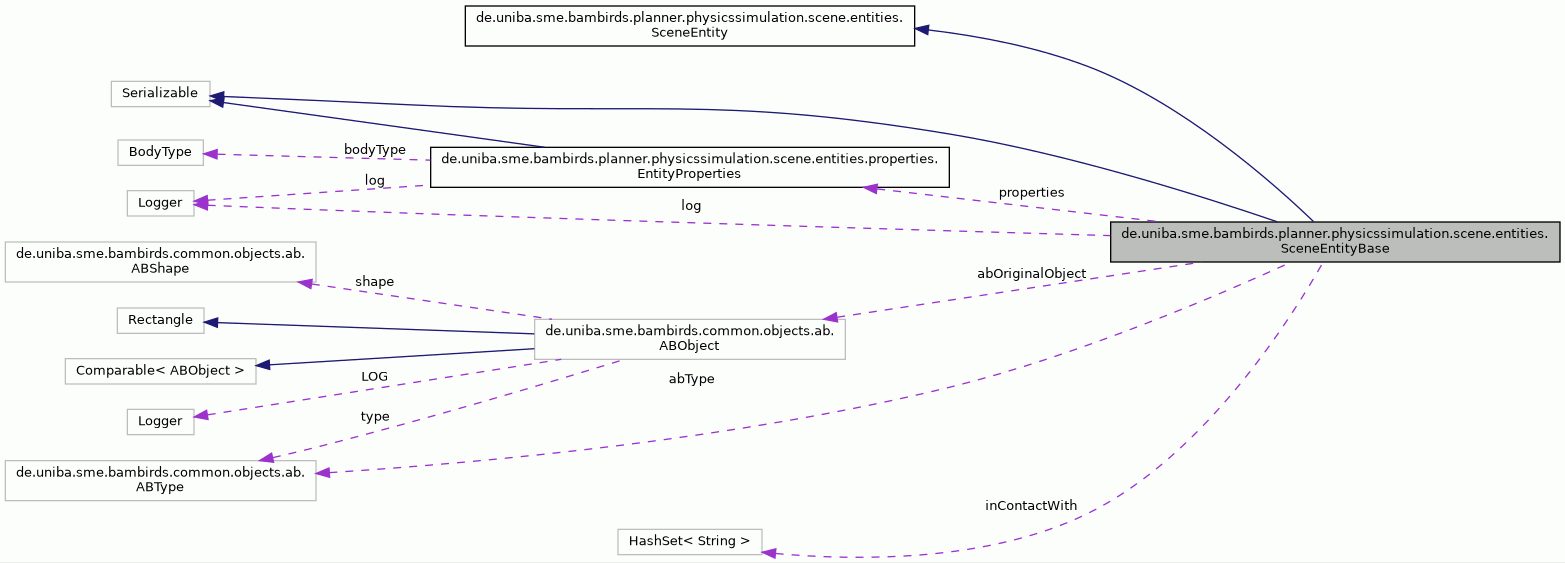 de.uniba.sme.bambirds.planner.physicssimulation.scene.entities.
SceneEntity
Serializable
BodyType
bodyType
de.uniba.sme.bambirds.planner.physicssimulation.scene.entities.properties.
EntityProperties
log
Logger
properties
log
de.uniba.sme.bambirds.planner.physicssimulation.scene.entities.
SceneEntityBase
de.uniba.sme.bambirds.common.objects.ab.
ABShape
shape
abOriginalObject
Rectangle
de.uniba.sme.bambirds.common.objects.ab.
ABObject
Comparable< ABObject >
LOG
abType
Logger
type
de.uniba.sme.bambirds.common.objects.ab.
ABType
inContactWith
HashSet< String >